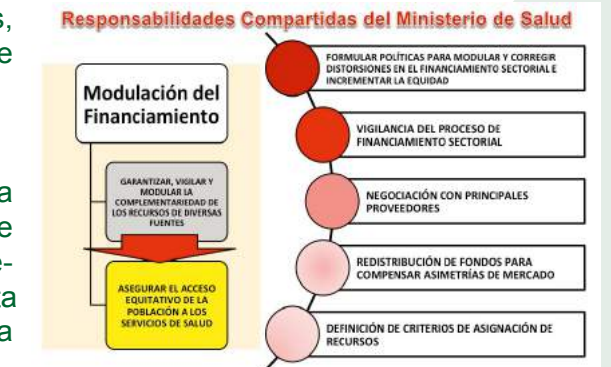 s,
e
a
e
e-
ta
a
Responsabilidades Compartidas del Ministerio de Salud
Modulación del
Financiamiento
GARANTIZAR, VIGILAR Y
MODULAR LA
COMPLEMENTARIEDAD DE
LOS RECURSOS DE DIVERSAS
FUENTES
ASEGURAR EL ACCESO
EQUITATIVO DE LA
POBLACIÓN A LOS
SERVICIOS DE SALUD
FORMULAR POLÍTICAS PARA MODULAR Y CORREGIR
DISTORSIONES EN EL FINANCIAMIENTO SECTORIAL E
INCREMENTAR LA EQUIDAD
VIGILANCIA DEL PROCESO DE
FINANCIAMIENTO SECTORIAL
NEGOCIACIÓN CON PRINCIPALES
PROVEEDORES
REDISTRIBUCIÓN DE FONDOS PARA
COMPENSAR ASIMETRÍAS DE MERCADO
DEFINICIÓN DE CRITERIOS DE ASIGNACIÓN DE
RECURSOS